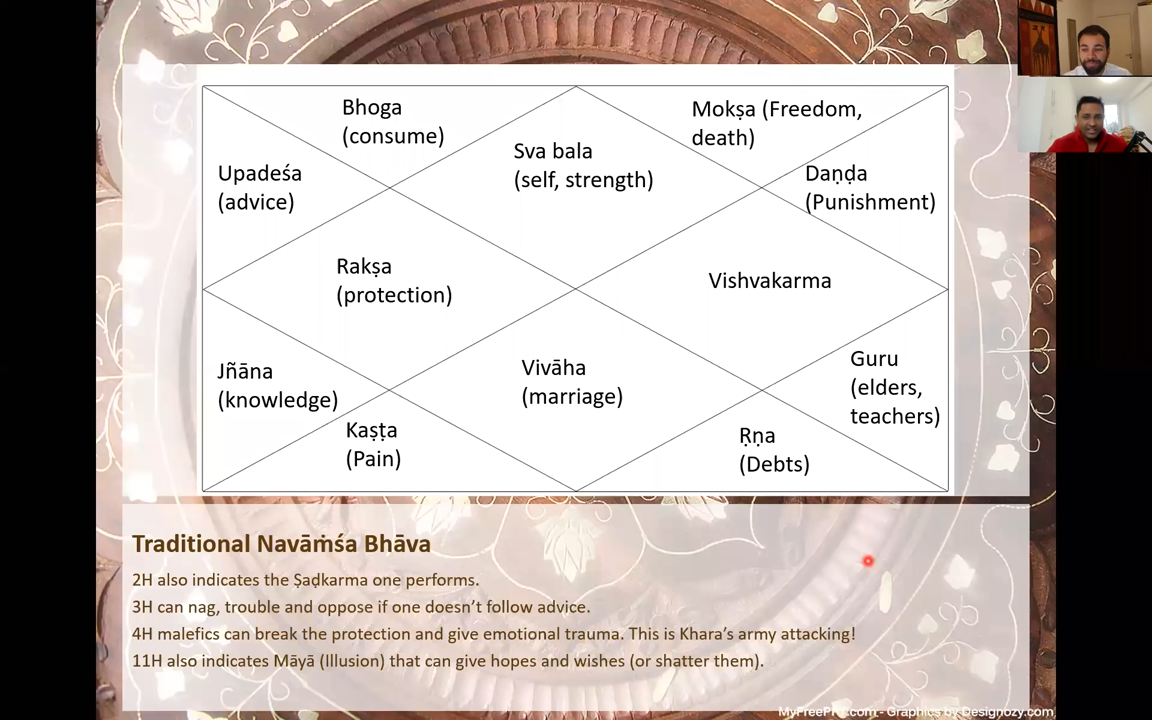 Bhoga
(consume)
Mokṣa (Freedom,
death)
Sva bala
(self, strength)
Upadeśa
(advice)
Daṇḍa
(Punishment)
Rakṣa
(protection)
Vishvakarma
Jñāna
(knowledge)
Vivāha
(marriage)
Guru
(elders,
teachers)
Kaṣṭa
(Pain)
Ṛṇa
(Debts)
Traditional Navāṁśa Bhāva
2H also indicates the Ṣaḍkarma one performs.
3H can nag, trouble and oppose if one doesn’t follow advice.
4H malefics can break the protection and give emotional trauma. This is Khara’s army attacking!
11H also indicates Māyā (Illusion) that can give hopes and wishes (or shatter them).
- Graphics by Designozy.com